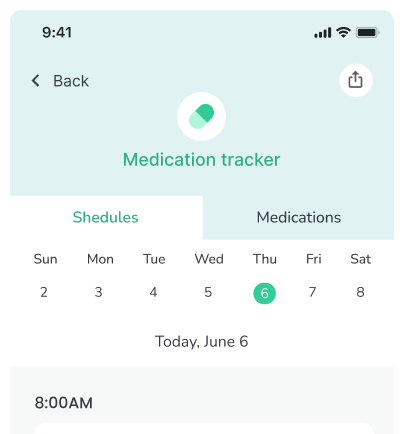 9:41
Back
Medication tracker
Shedules Medications
Sun Mon Tue Wed Thu Fri Sat
2 3 4 5 6 7 8
Today, June 6
8:00AM